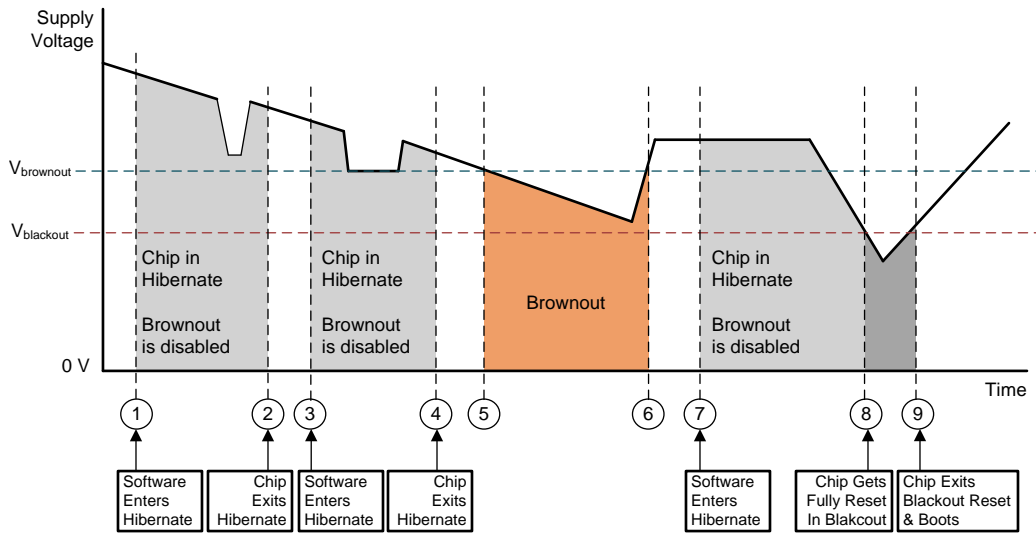 Supply
Voltage
Vbrownout
Vblackout
0 V
Chip in
Hibernate
Brownout
is disabled
Chip in
Hibernate
Brownout
is disabled
Brownout
Chip in
Hibernate
Brownout
is disabled
Time
1
2
3
4
5
6
7
8
9
Software
Enters
Hibernate
Chip
Exits
Hibernate
Software
Enters
Hibernate
Chip
Exits
Hibernate
Software
Enters
Hibernate
Chip Gets
Fully Reset
In Blakcout
Chip Exits
Blackout Reset
& Boots